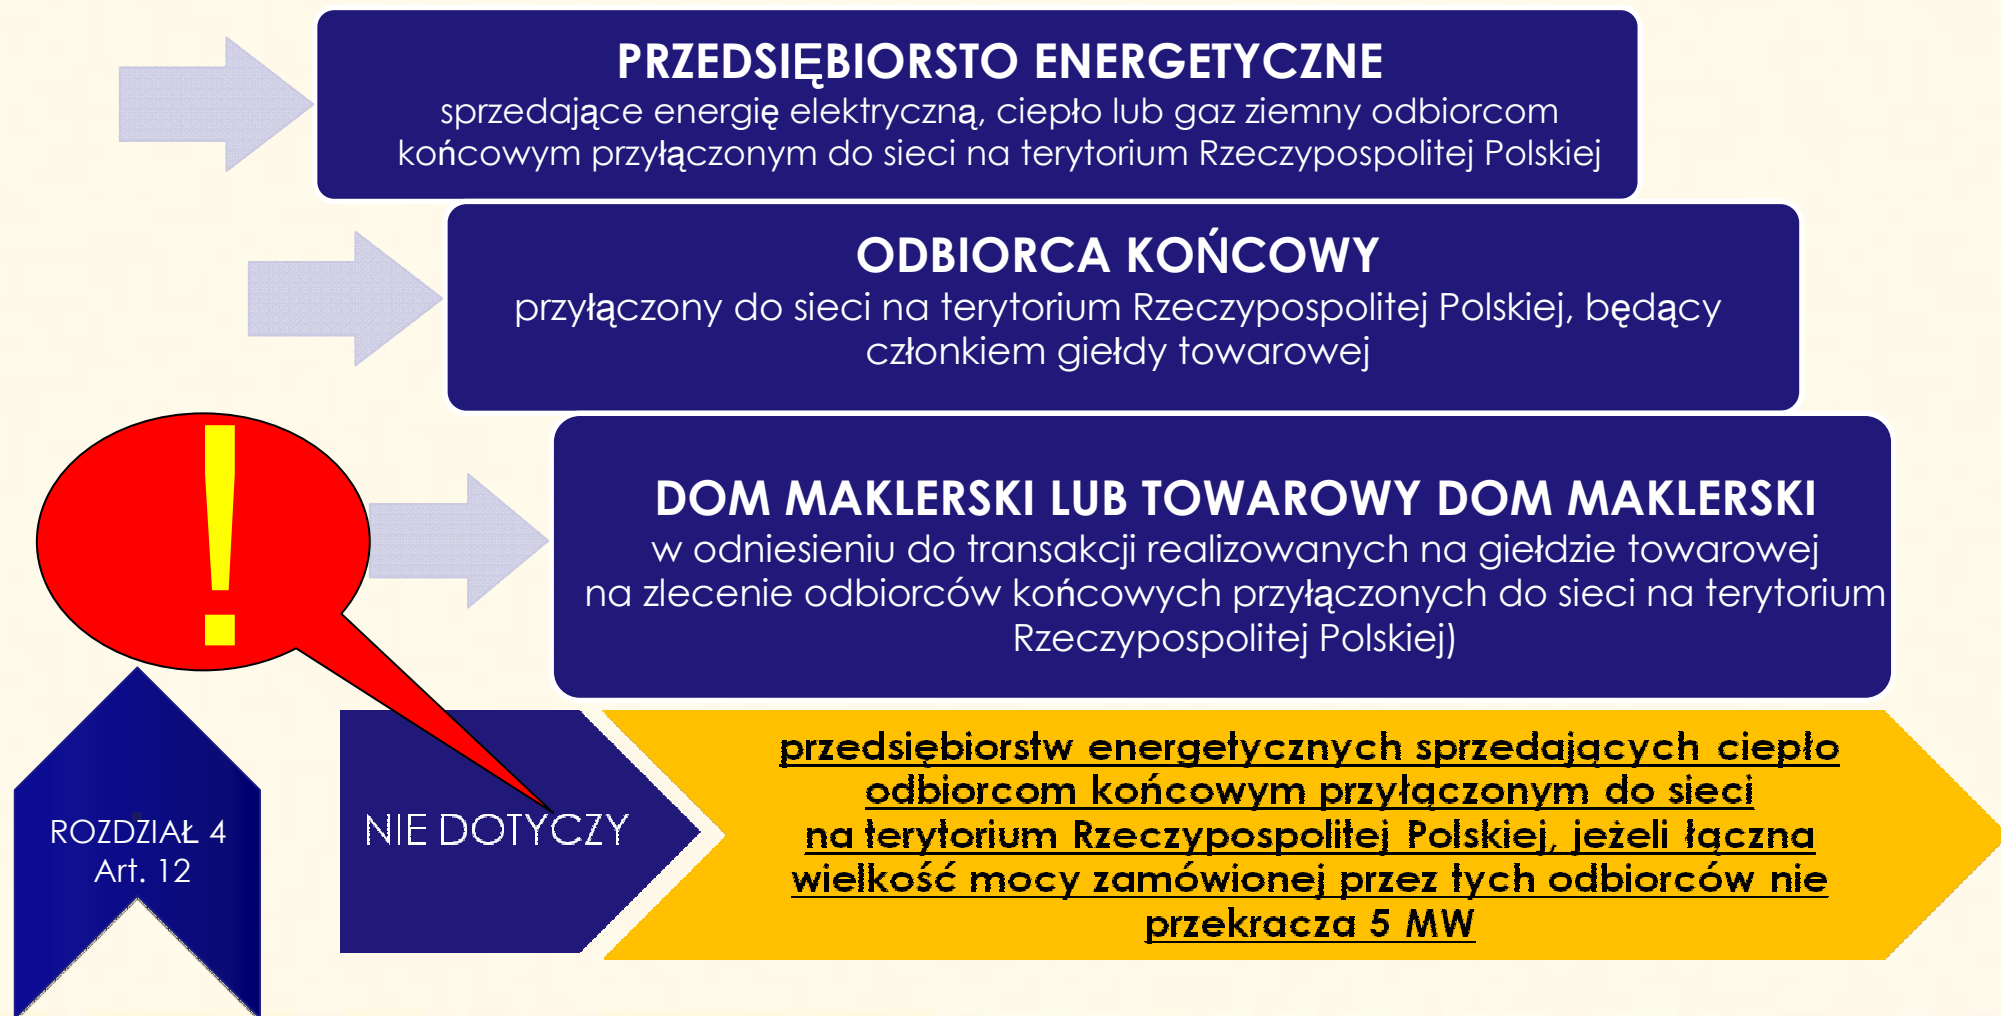 PRZEDSIĘBIORSTO ENERGETYCZNE
sprzedające energię elektryczną, ciepło lub gaz ziemny odbiorcom
końcowym przyłączonym do sieci na terytorium Rzeczypospolitej Polskiej
ODBIORCA KOŃCOWY
przyłączony do sieci na terytorium Rzeczypospolitej Polskiej, będący
członkiem giełdy towarowej
!
DOM MAKLERSKI LUB TOWAROWY DOM MAKLERSKI
w odniesieniu do transakcji realizowanych na giełdzie towarowej
na zlecenie odbiorców końcowych przyłączonych do sieci na terytorium
Rzeczypospolitej Polskiej)
ROZDZIAŁ 4
Art. 12
NIE DOTYCZY
przedsiębiorstw energetycznych sprzedających ciepło
odbiorcom końcowym przyłączonym do sieci
na terytorium Rzeczypospolitej Polskiej, jeżeli łączna
wielkość mocy zamówionej przez tych odbiorców nie
przekracza 5 MW